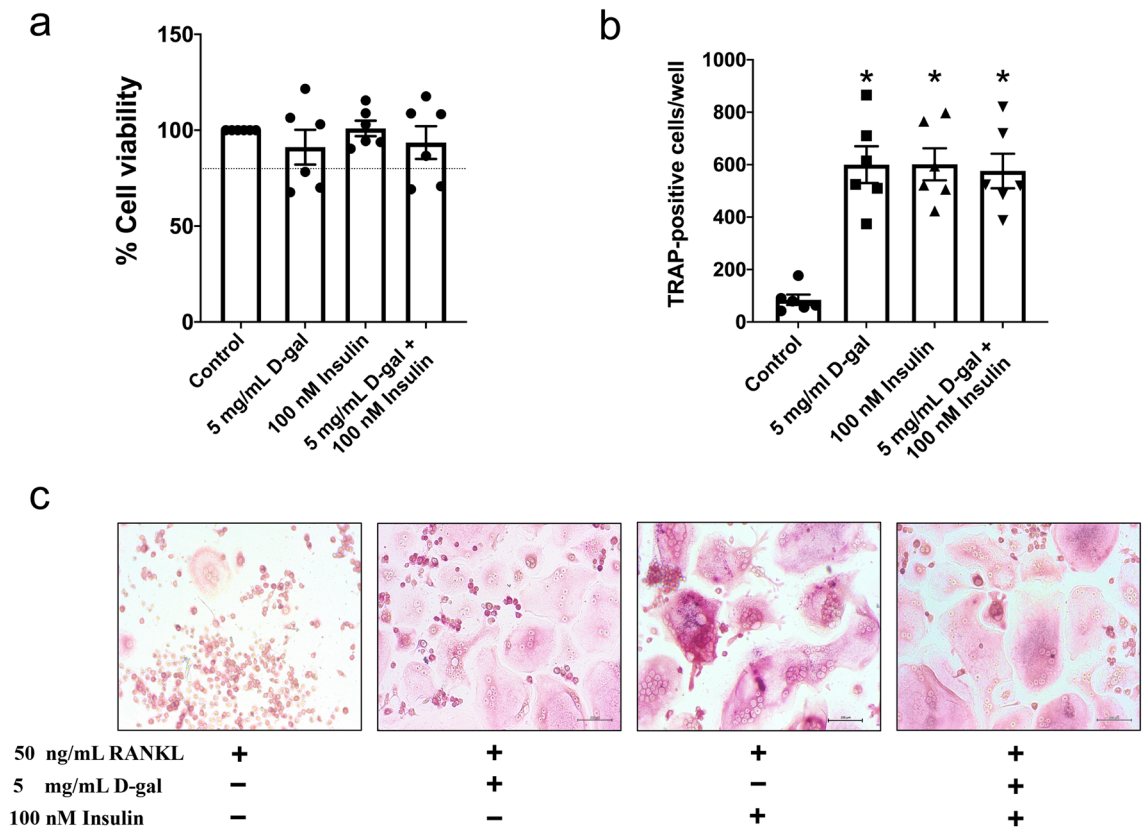 a
150
100
50
0
% Cell viability
Control
5 mg/mL D-gal
100 nM Insulin
5 mg/mL D-gal +
100 nM Insulin
b
1000
800
600
400
200
0
TRAP-positive cells/well
* * *
Control
5 mg/ml D-gal
100 nM Insulin
5 mg/mL D-gal +
100 nM Insulin
c
50 ng/mL RANKL + + + +
5 mg/mL D-gal − + − +
100 nM Insulin − − + +